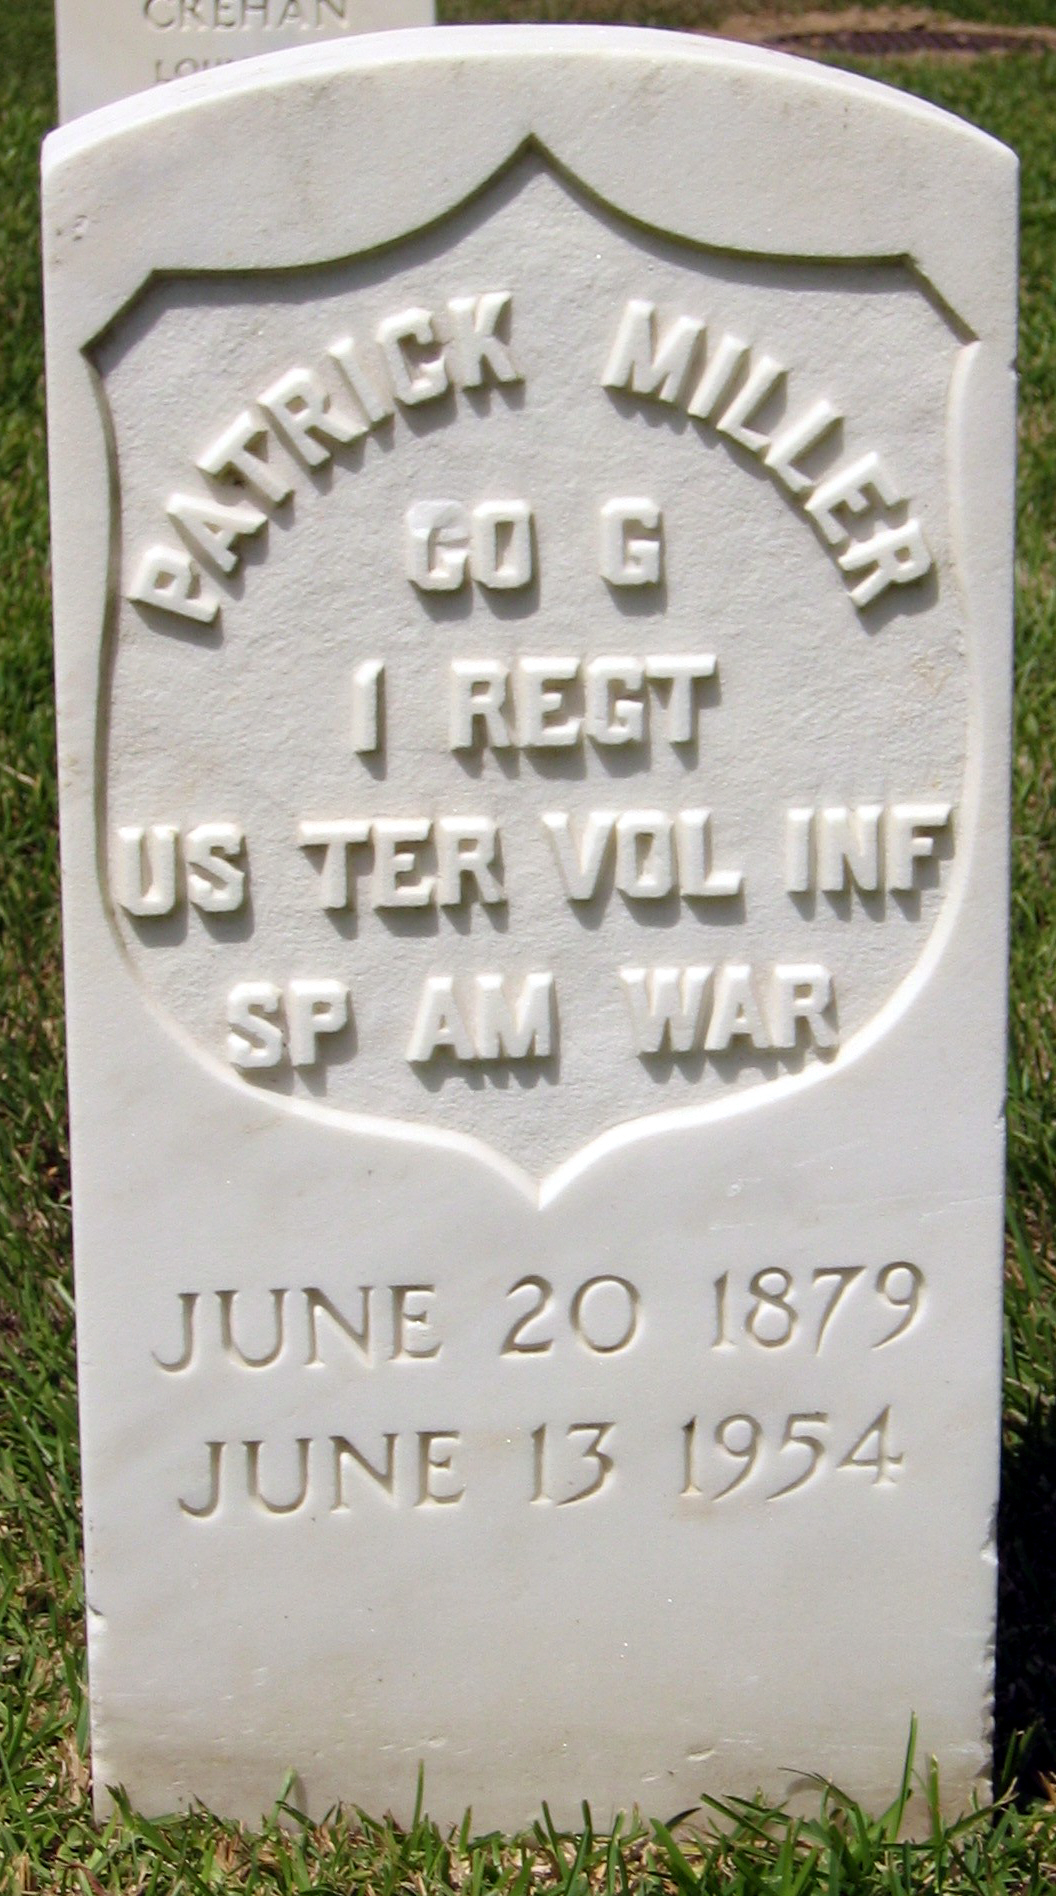 CREHAN
PATRICK MILLER
CO G
1 REGT
US TER VOL INF
SP AM WAR
JUNE 20 1879
JUNE 13 1954